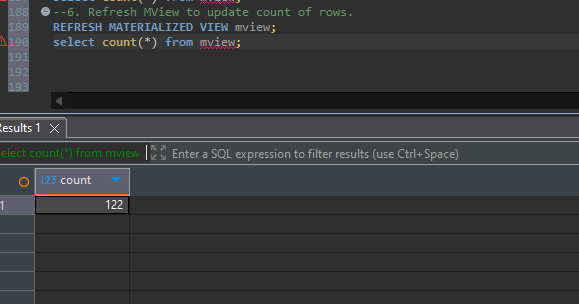 188 --6. Refresh MView to update count of rows.
189 REFRESH MATERIALIZED VIEW mview;
190 select count(*) from mview;
191
192
193
Results 1
select count(*) from mview Enter a SQL expression to filter results (use Ctrl+Space)
123 count
1 122